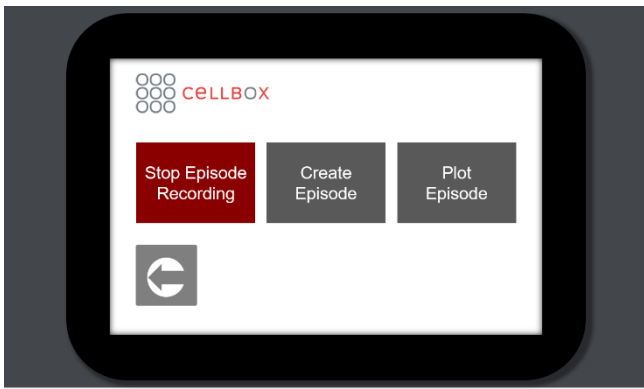 CELLBOX
Stop Episode
Recording
Create
Episode
Plot
Episode